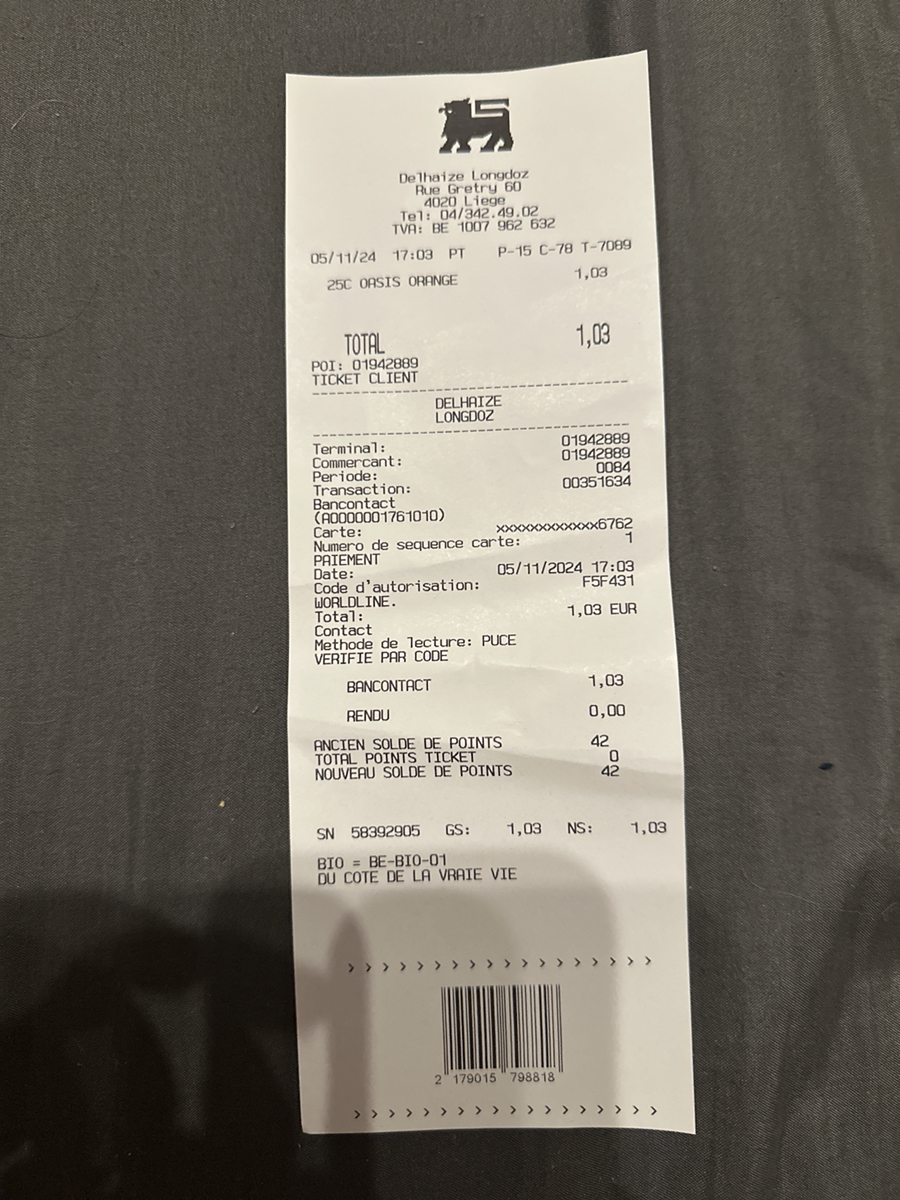 Delhaize Longdoz
Rue Gretry 60
4020 Liege
Tel: 04/342.49.02
TVA: BE 1007 962 632
05/11/24 17:03 PT P-15 C-78 T-7089
25C OASIS ORANGE 1,03
TOTAL 1,03
POI: 01942889
TICKET CLIENT
--------------------------------
DELHAIZE
LONGDOZ
--------------------------------
Terminal: 01942889
Commercant: 01942889
Periode: 0084
Transaction: 00351634
Bancontact
(A0000001761010)
Carte: xxxxxxxxxxxxx6762
Numero de sequence carte: 1
PAIEMENT
Date: 05/11/2024 17:03
Code d'autorisation: F5F431
WORLDLINE.
Total: 1,03 EUR
Contact
Methode de lecture: PUCE
VERIFIE PAR CODE
BANCONTACT 1,03
RENDU 0,00
ANCIEN SOLDE DE POINTS 42
TOTAL POINTS TICKET 0
NOUVEAU SOLDE DE POINTS 42
SN 58392905 GS: 1,03 NS: 1,03
BIO = BE-BIO-01
DU COTE DE LA VRAIE VIE
> > > > > > > > > > > > > > > > > >
2 179015 798818
> > > > > > > > > > > > > > > > > >